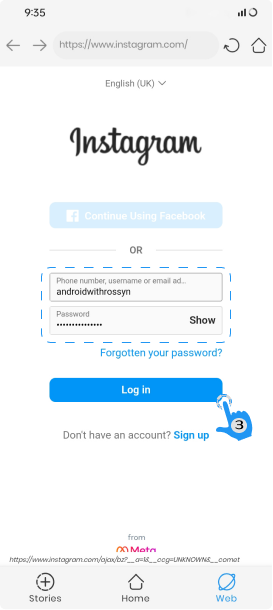 9:35
https://www.instagram.com/
English (UK)
Instagram
Continue Using Facebook
OR
Phone number, username or email ad...
androidwithrossyn
Password
•••••••••••••••
Show
Forgotten your password?
Log in
3
Don't have an account? Sign up
from
Meta
https://www.instagram.com/ajax/bz?__a=1&__ccg=UNKNOWN&__comet
Stories
Home
Web